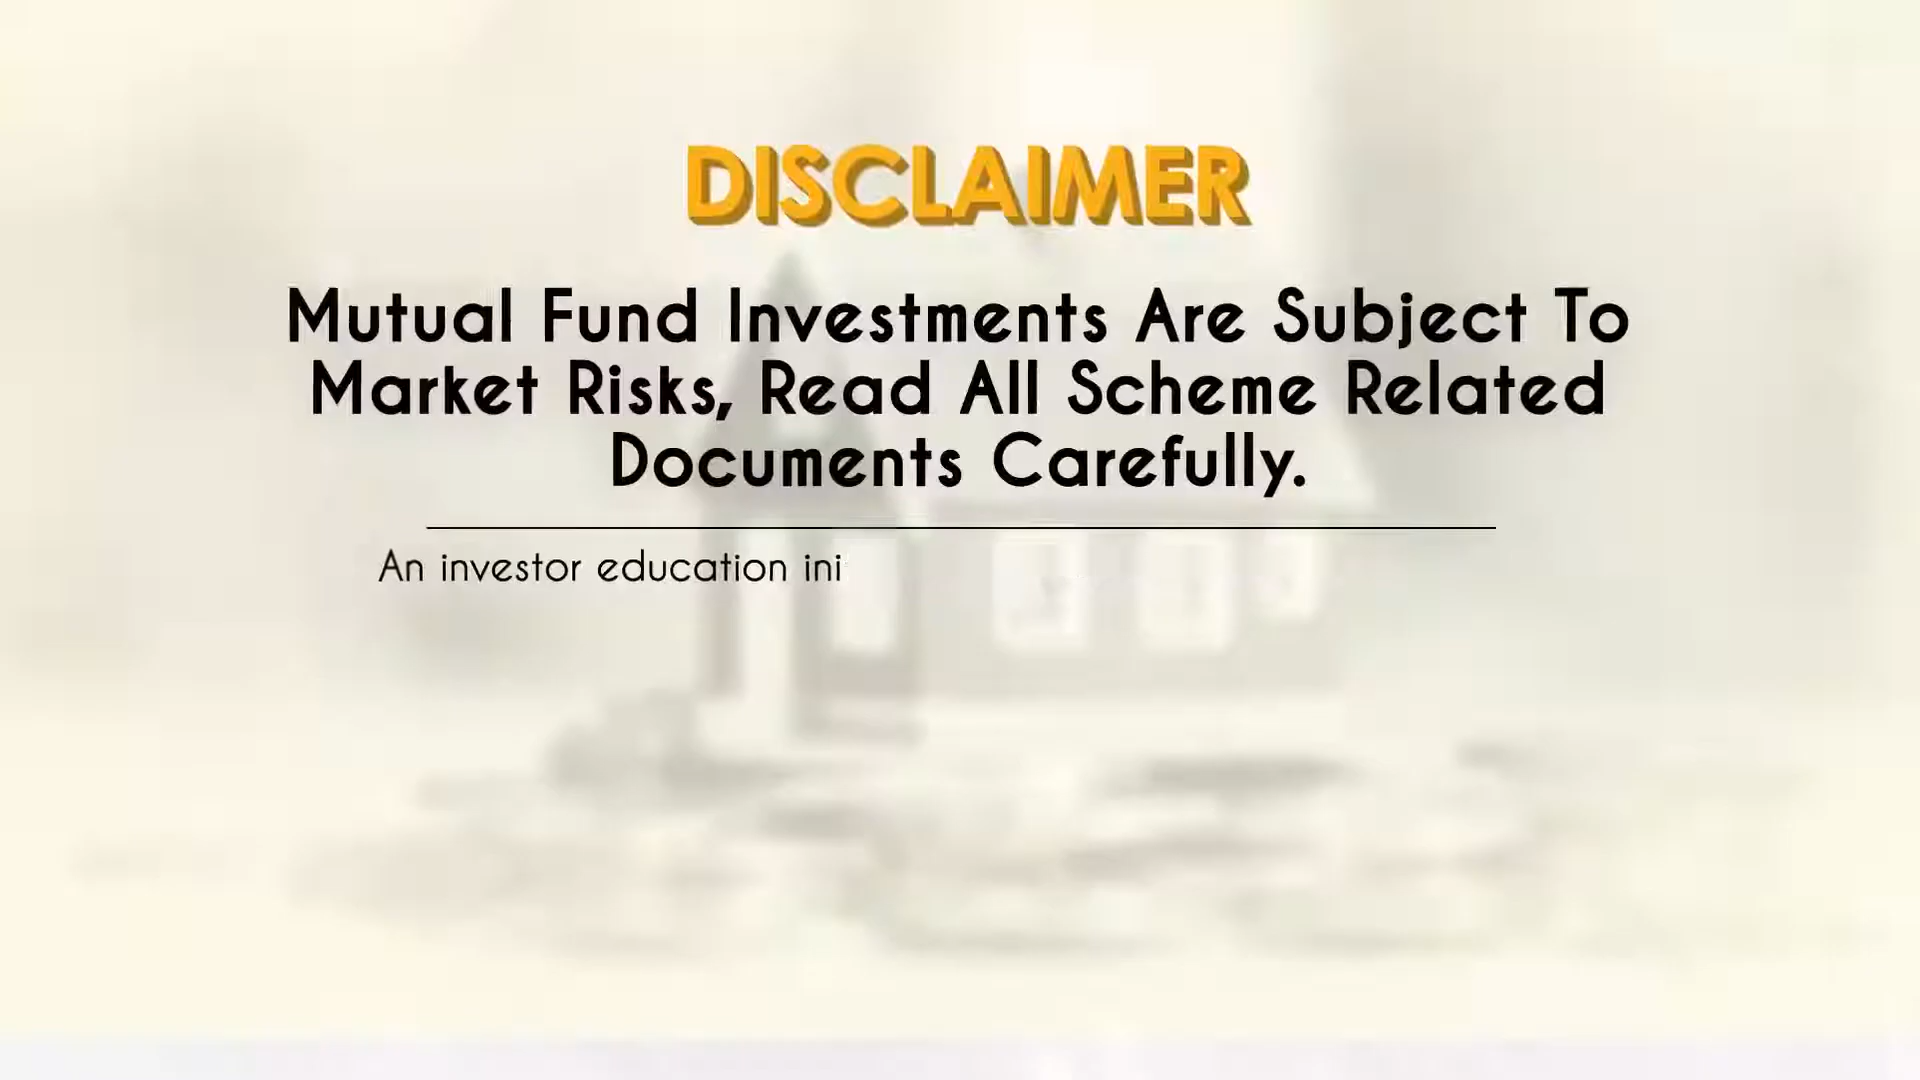 DISCLAIMER
Mutual Fund Investments Are Subject To
Market Risks, Read All Scheme Related
Documents Carefully.
An investor education ini